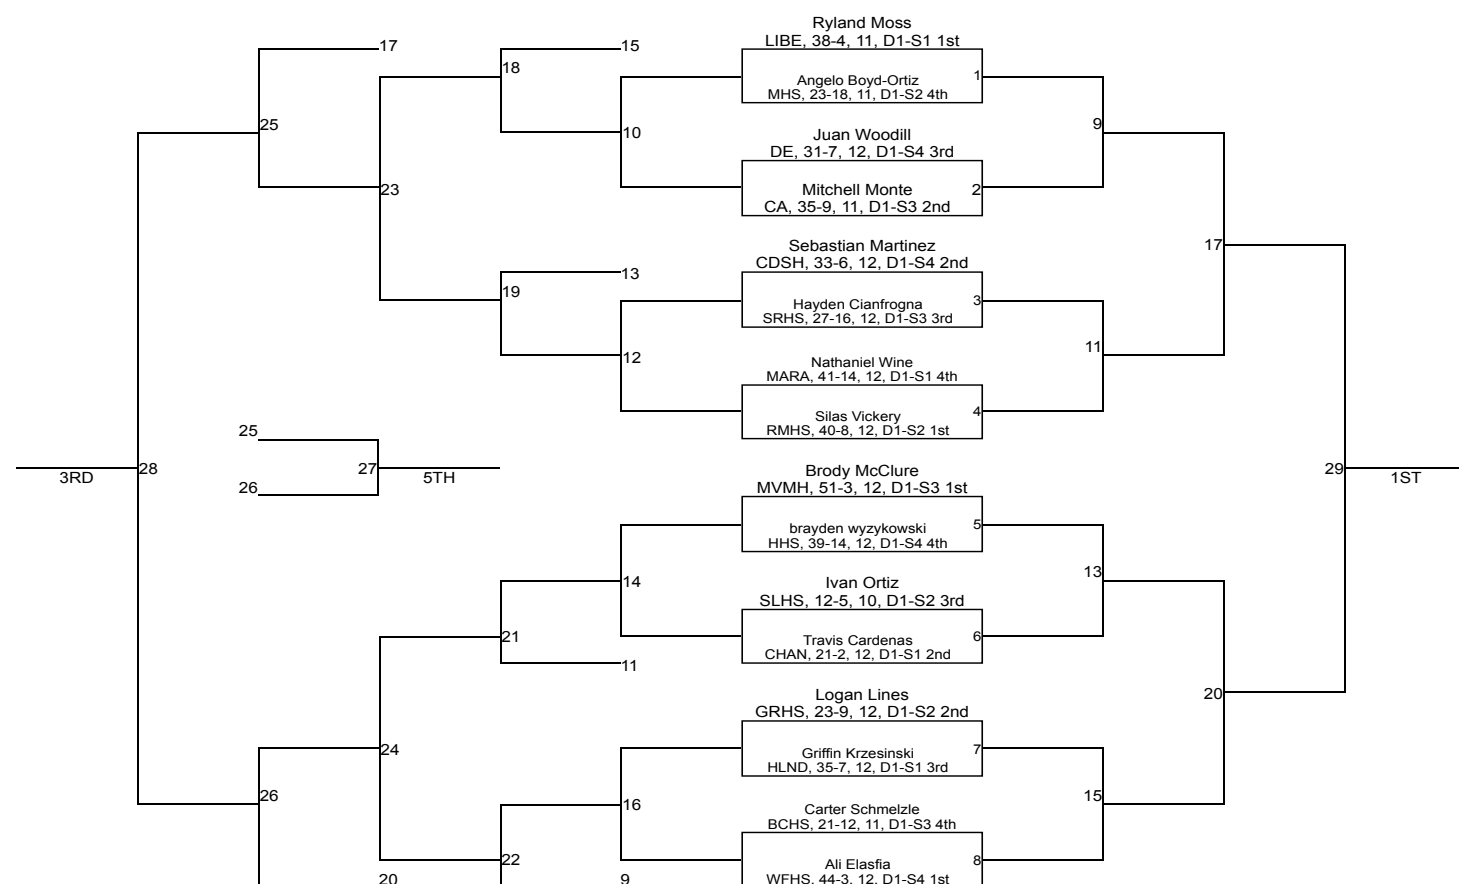 Ryland Moss
17
15
LIBE, 38-4, 11, D1-S1 1st
18
1
Angelo Boyd-Ortiz
MHS, 23-18, 11, D1-S2 4th
25
10
9
Juan Woodill
DE, 31-7, 12, D1-S4 3rd
23
2
Mitchell Monte
CA, 35-9, 11, D1-S3 2nd
17
Sebastian Martinez
CDSH, 33-6, 12, D1-S4 2nd
13
19
3
Hayden Cianfrogna
SRHS, 27-16, 12, D1-S3 3rd
12
11
Nathaniel Wine
MARA, 41-14, 12, D1-S1 4th
4
Silas Vickery
RMHS, 40-8, 12, D1-S2 1st
25
3RD
28
27
5TH
26
29
1ST
Brody McClure
MVMH, 51-3, 12, D1-S3 1st
5
brayden wyzykowski
HHS, 39-14, 12, D1-S4 4th
14
13
Ivan Ortiz
SLHS, 12-5, 10, D1-S2 3rd
21
6
Travis Cardenas
CHAN, 21-2, 12, D1-S1 2nd
11
20
Logan Lines
GRHS, 23-9, 12, D1-S2 2nd
24
7
Griffin Krzesinski
HLND, 35-7, 12, D1-S1 3rd
26
16
15
Carter Schmelzle
BCHS, 21-12, 11, D1-S3 4th
22
8
Ali Elasfia
20
9
WFHS, 44-3, 12, D1-S4 1st